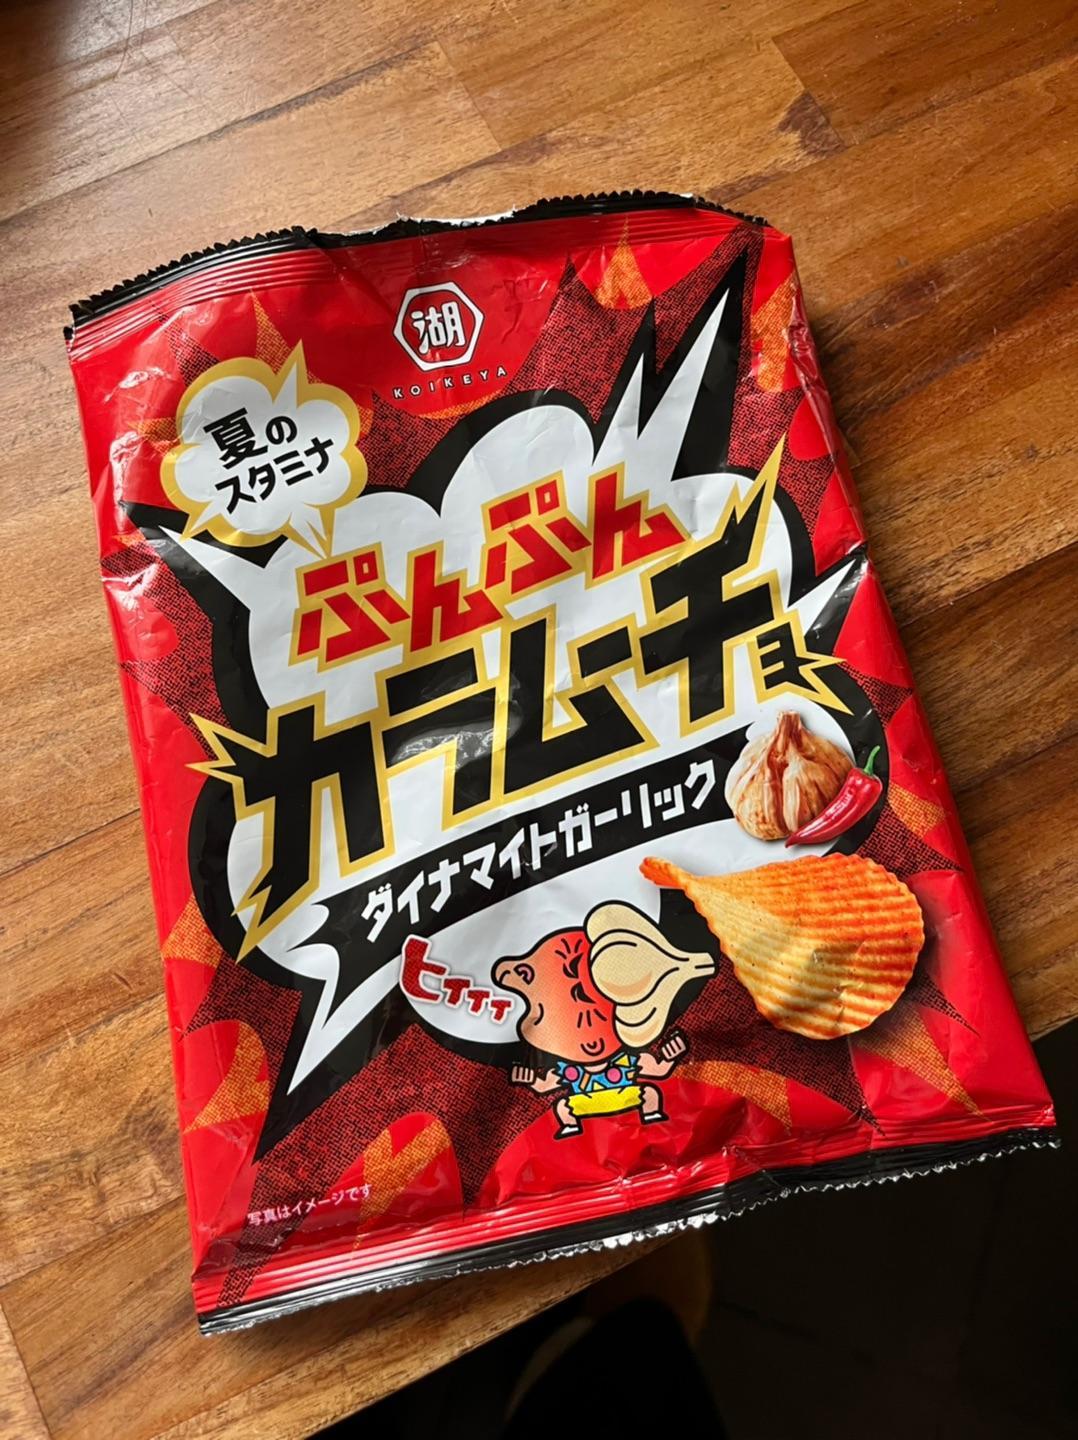 湖
KOIKEYA
夏の
スタミナ
ぷんぷん
カラムーチョ
ダイナマイトガーリック
ヒィィィ
写真はイメージです